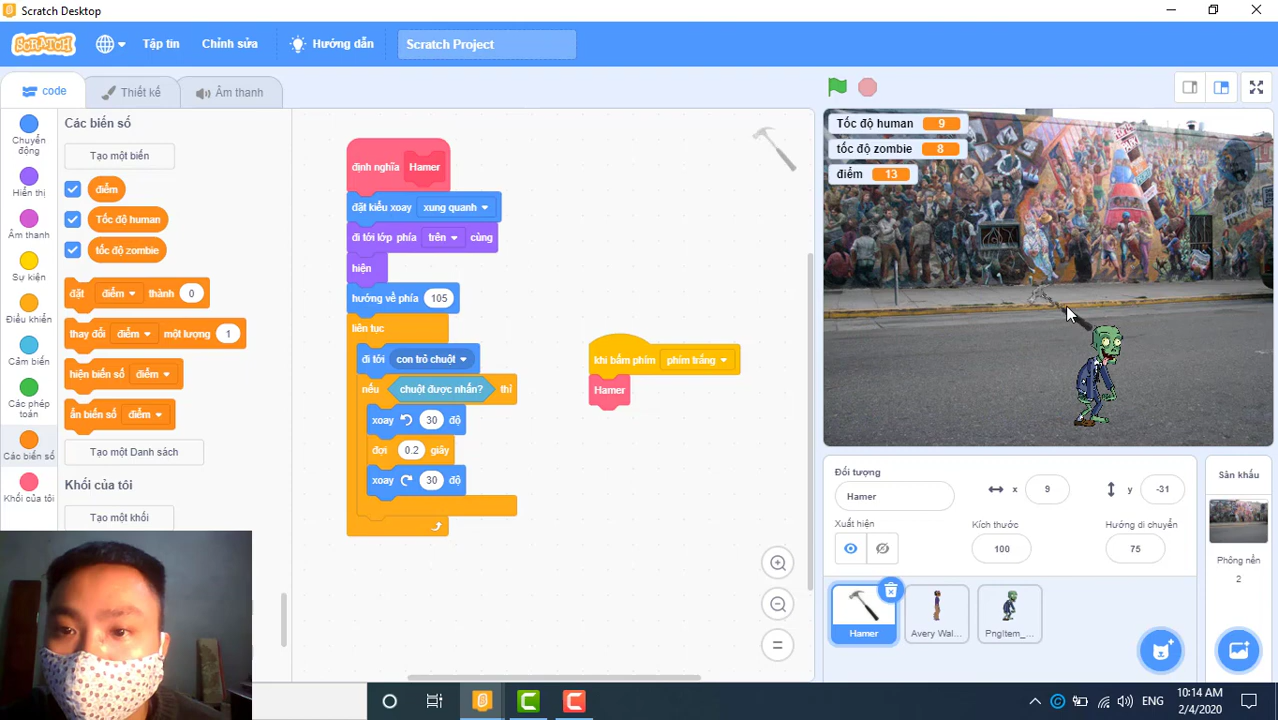 Scratch Desktop
SCRATCH
Tập tin
Chỉnh sửa
Hướng dẫn
Scratch Project
code
Thiết kế
Âm thanh
Chuyển động
Hiển thị
Âm thanh
Sự kiện
Điều khiển
Cảm biến
Các phép toán
Các biến số
Khối của tôi
Các biến số
Tạo một biến
điểm
Tốc độ human
tốc độ zombie
đặt điểm thành 0
thay đổi điểm một lượng 1
hiện biến số điểm
ẩn biến số điểm
Tạo một Danh sách
Khối của tôi
Tạo một khối
định nghĩa Hamer
đặt kiểu xoay xung quanh
đi tới lớp phía trên cùng
hiện
hướng về phía 105
liên tục
đi tới con trỏ chuột
nếu chuột được nhấn? thì
xoay 30 độ
đợi 0.2 giây
xoay 30 độ
khi bấm phím phím trắng
Hamer
Tốc độ human 9
tốc độ zombie 8
điểm 13
Đối tượng
Hamer
x 9
y -31
Xuất hiện
Kích thước
100
Hướng di chuyển
75
Hamer
Avery Wal...
PngItem_...
Sân khấu
Phông nền
2
ENG
10:14 AM
2/4/2020